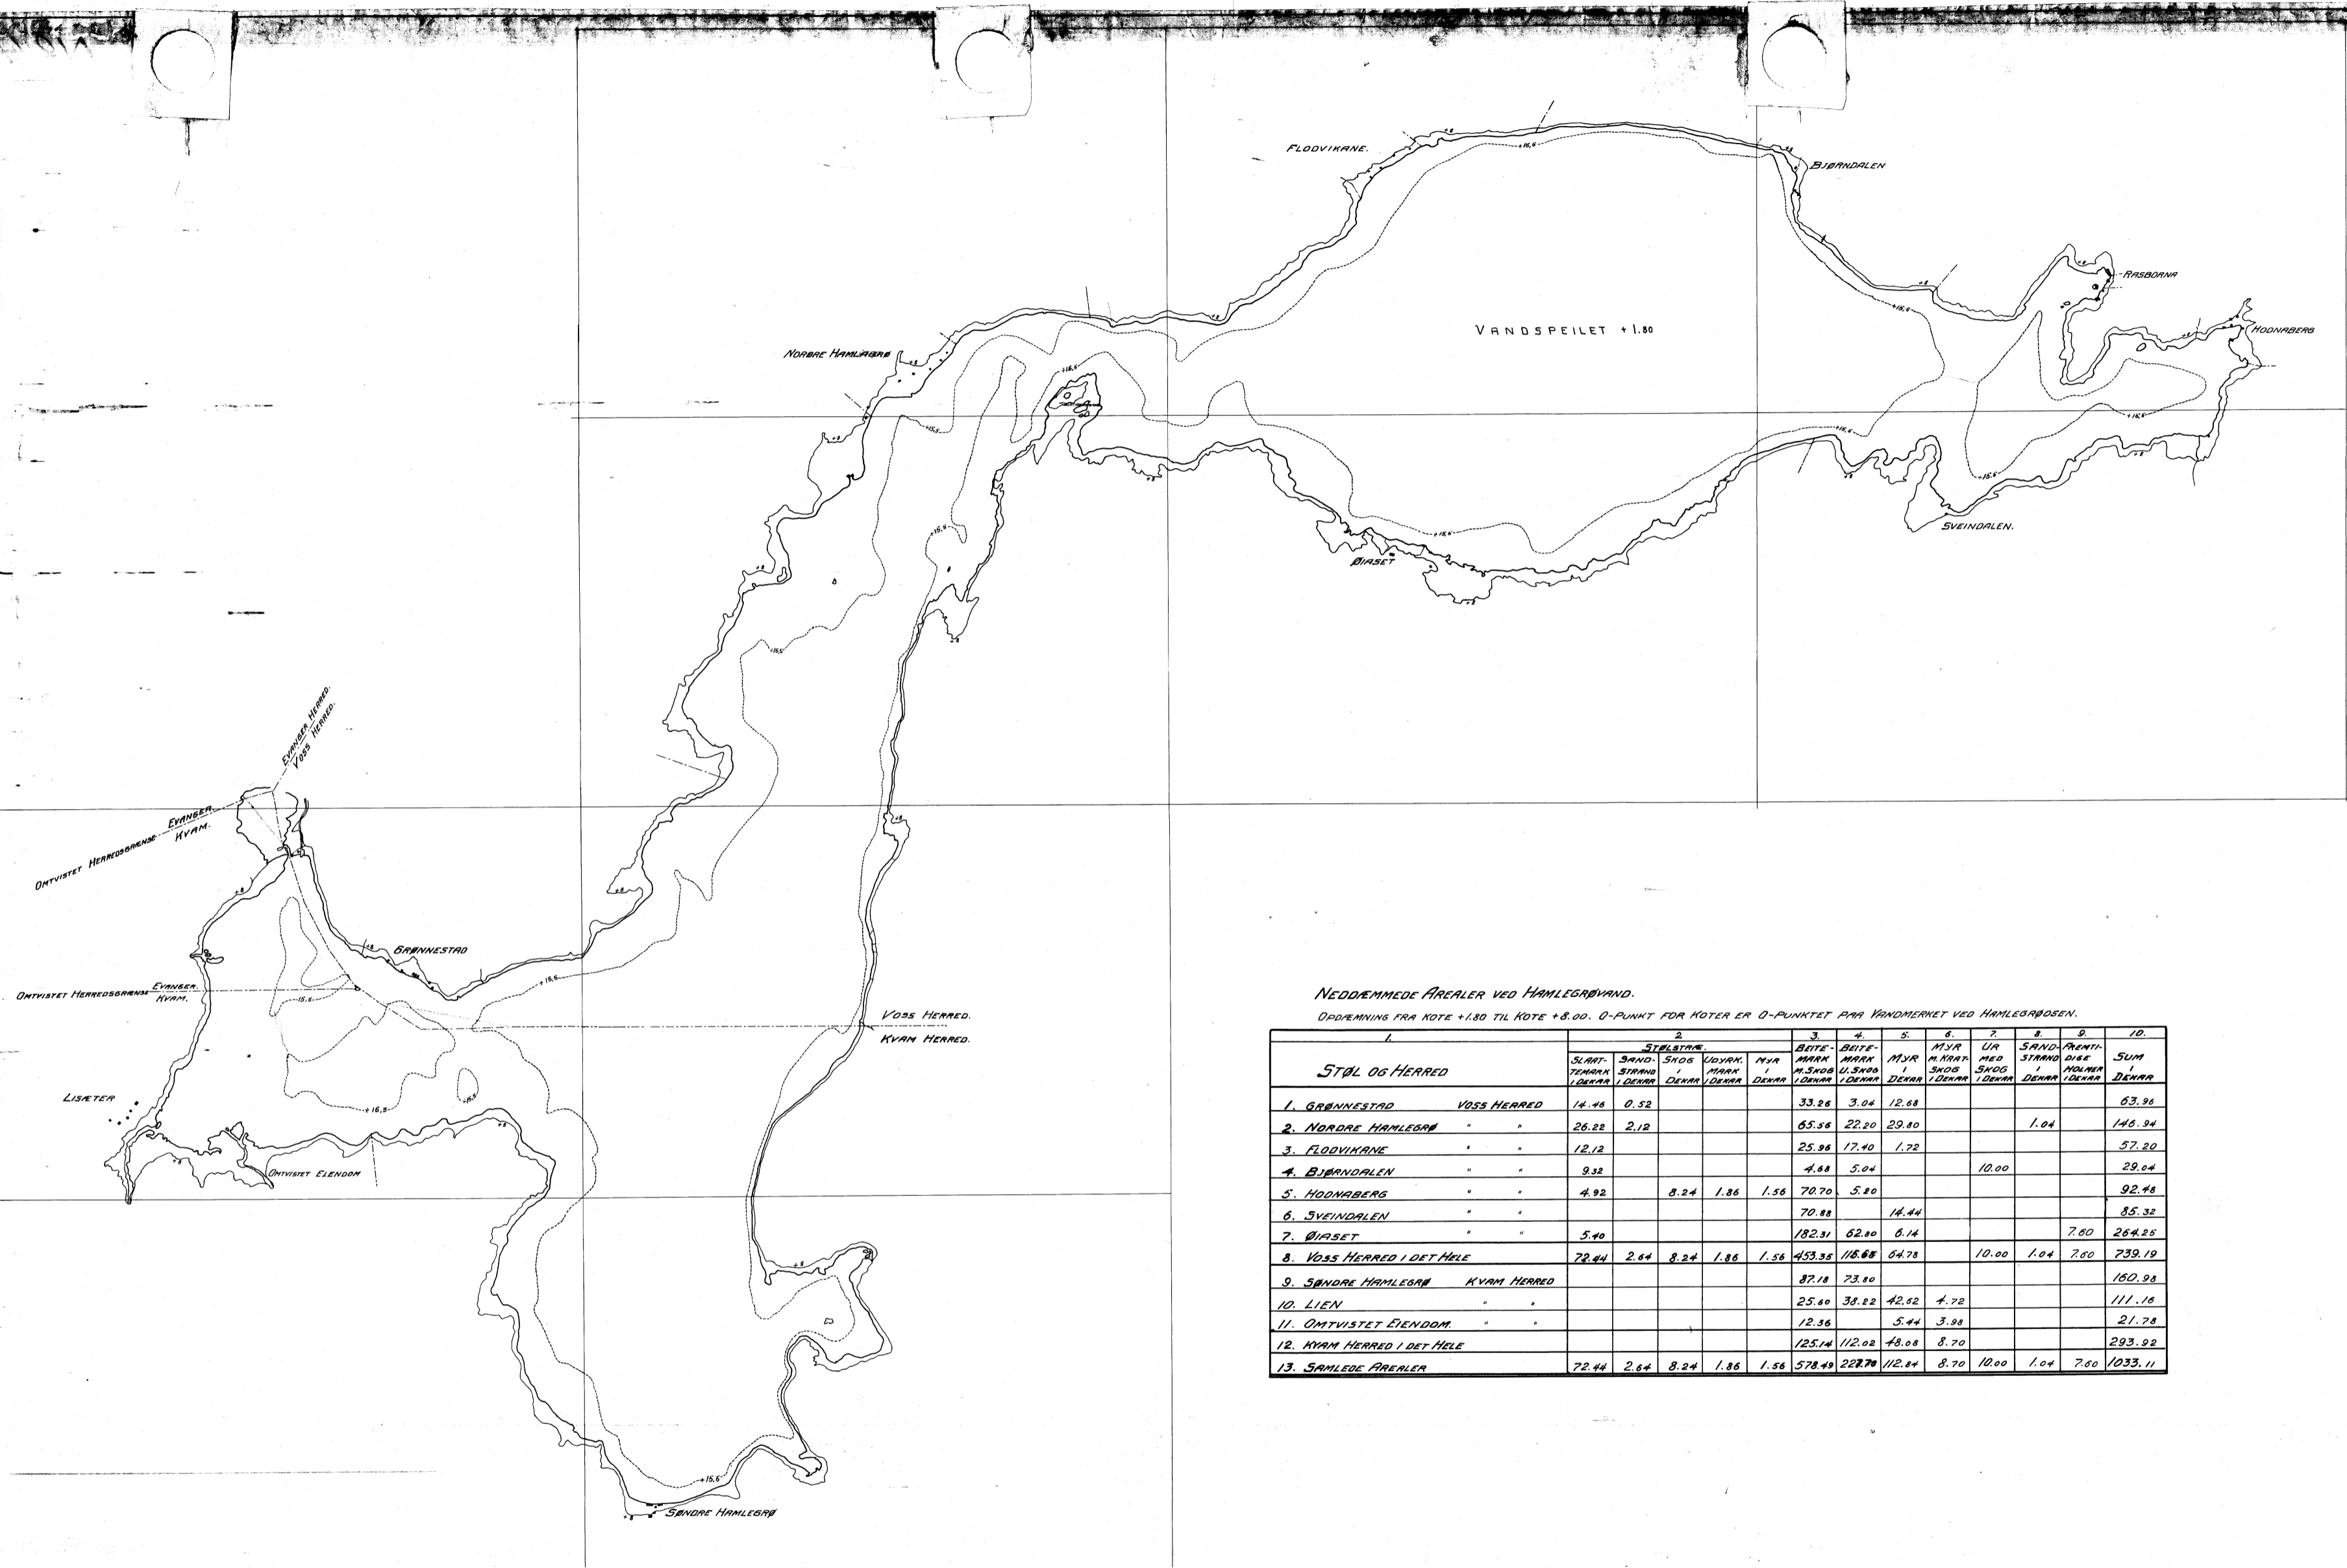 FLODVIKANE.
BJØRNDALEN
RASBORNA
HODNABERG
VANDSPEILET + 1.80
NORDRE HAMLAGRØ
SVEINDALEN.
ØIASET
EVANGER HERRED.
VOSS HERRED.
OMTVISTET HERREDSGRÆNSE EVANGER.
KVAM.
GRØNNESTAD
OMTVISTET HERREDSGRÆNSE EVANGER.
KVAM.
VOSS HERRED.
KVAM HERRED.
LISÆTER
OMTVISTET EIENDOM
SØNDRE HAMLEGRØ
+8
+15,5
+16,5
NEDDÆMMEDE AREALER VED HAMLEGRØVAND.
OPDÆMNING FRA KOTE +1.80 TIL KOTE +8.00. 0-PUNKT FOR KOTER ER 0-PUNKTET PAA VANDMERKET VED HAMLEGRØOSEN.
1. 2 3. 4. 5. 6. 7. 8. 9. 10.
STØL OG HERRED
STØLSTRÆ.
SLAATTEMARK I DEKAR
SANDSTRAND I DEKAR
SKOG I DEKAR
UDYRK. MARK I DEKAR
MYR I DEKAR
BEITEMARK M. SKOG I DEKAR
BEITEMARK U. SKOG I DEKAR
MYR I DEKAR
MYR M. KRATSKOG I DEKAR
UR MED SKOG I DEKAR
SANDSTRAND I DEKAR
FREMTIDIGE HOLMER I DEKAR
SUM I DEKAR
1. GRØNNESTAD VOSS HERRED 14.46 0.52 33.26 3.04 12.68 63.96
2. NORDRE HAMLEGRØ " " 26.22 2.12 65.56 22.20 29.80 1.04 146.94
3. FLODVIKANE " " 12.12 25.96 17.40 1.72 57.20
4. BJØRNDALEN " " 9.32 4.68 5.04 10.00 29.04
5. HODNABERG " " 4.92 8.24 1.86 1.56 70.70 5.20 92.48
6. SVEINDALEN " " 70.88 14.44 85.32
7. ØIASET " " 5.40 182.31 62.80 6.14 7.60 264.25
8. VOSS HERRED I DET HELE 72.44 2.64 8.24 1.86 1.56 453.35 115.68 64.78 10.00 1.04 7.60 739.19
9. SØNDRE HAMLEGRØ KVAM HERRED 87.18 73.80 160.98
10. LIEN " " 25.60 38.22 42.62 4.72 111.16
11. OMTVISTET EIENDOM. " " 12.36 5.44 3.98 21.78
12. KVAM HERRED I DET HELE 125.14 112.02 48.06 8.70 293.92
13. SAMLEDE AREALER 72.44 2.64 8.24 1.86 1.56 578.49 227.70 112.84 8.70 10.00 1.04 7.60 1033.11